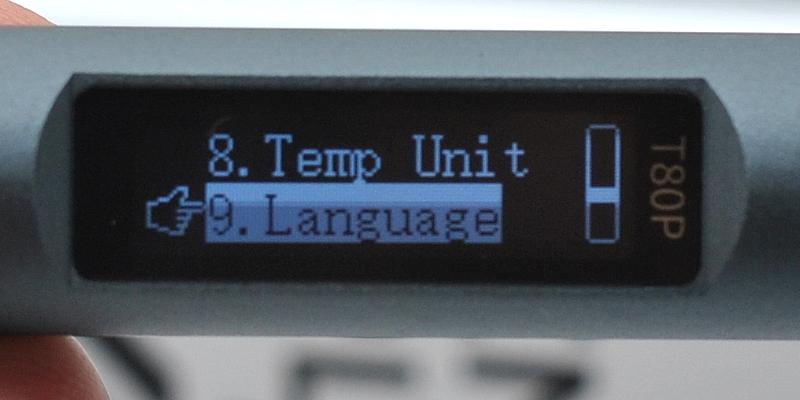 8. Temp Unit
9. Language
T80P